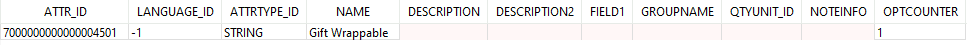 ATTR_ID LANGUAGE_ID ATTRTYPE_ID NAME DESCRIPTION DESCRIPTION2 FIELD1 GROUPNAME QTYUNIT_ID NOTEINFO OPTCOUNTER
7000000000000004501 -1 STRING Gift Wrappable 1